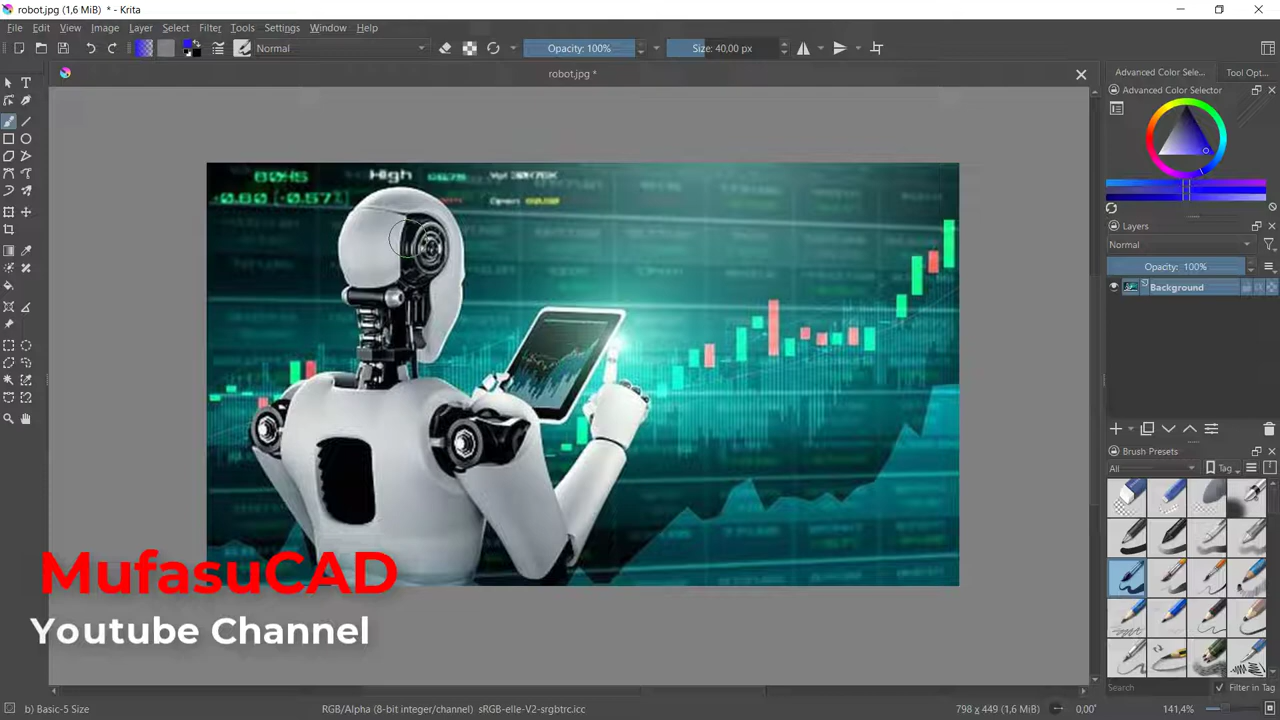 robot.jpg (1,6 MiB) * - Krita
File Edit View Image Layer Select Filter Tools Settings Window Help
Normal
Opacity: 100%
Size: 40.00 px
robot.jpg *
Advanced Color Sele...
Tool Opt...
Advanced Color Selector
High
Layers
Normal
Opacity: 100%
Background
Brush Presets
All
Tag
MufasuCAD
Youtube Channel
Search
Filter in Tag
b) Basic-5 Size
RGB/Alpha (8-bit integer/channel) sRGB-elle-V2-srgbtrc.icc
798 x 449 (1,6 MiB)
0,00°
141,4%